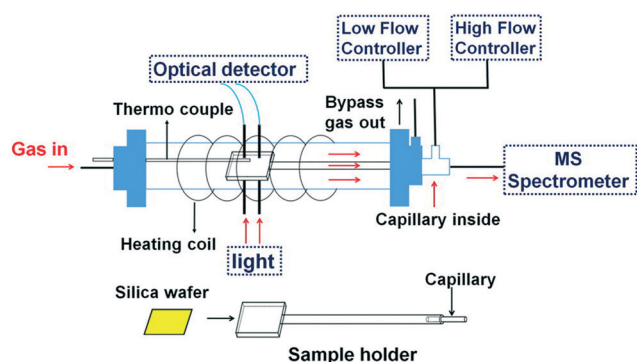 Low Flow
Controller
High Flow
Controller
Optical detector
Thermo couple
Bypass
gas out
Gas in
MS
Spectrometer
Heating coil
light
Capillary inside
Silica wafer
Capillary
Sample holder